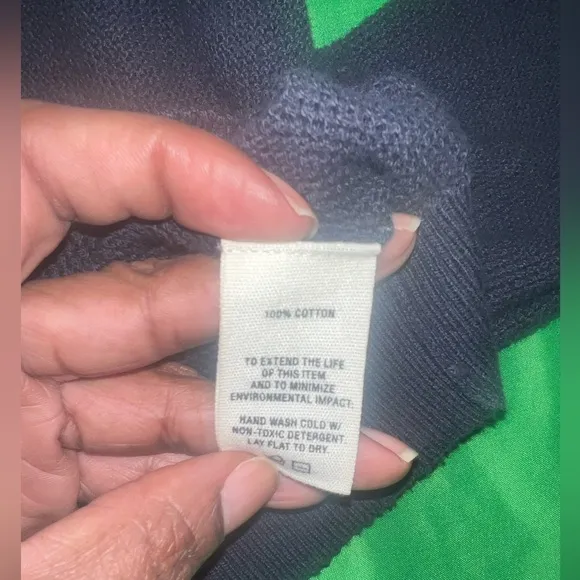 100% COTTON
TO EXTEND THE LIFE
OF THIS ITEM
AND TO MINIMIZE
ENVIRONMENTAL IMPACT:
HAND WASH COLD W/
NON-TOXIC DETERGENT.
LAY FLAT TO DRY.